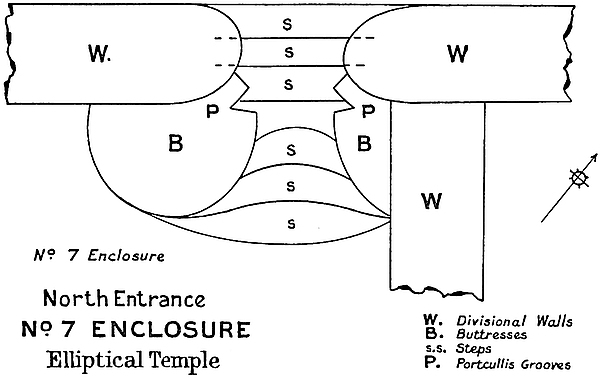 S
S
W. W
S
P P
B B
S
S
W
S
Nº 7 Enclosure
North Entrance
Nº 7 ENCLOSURE
Elliptical Temple
W. Divisional Walls
B. Buttresses
s.s. Steps
P. Portcullis Grooves